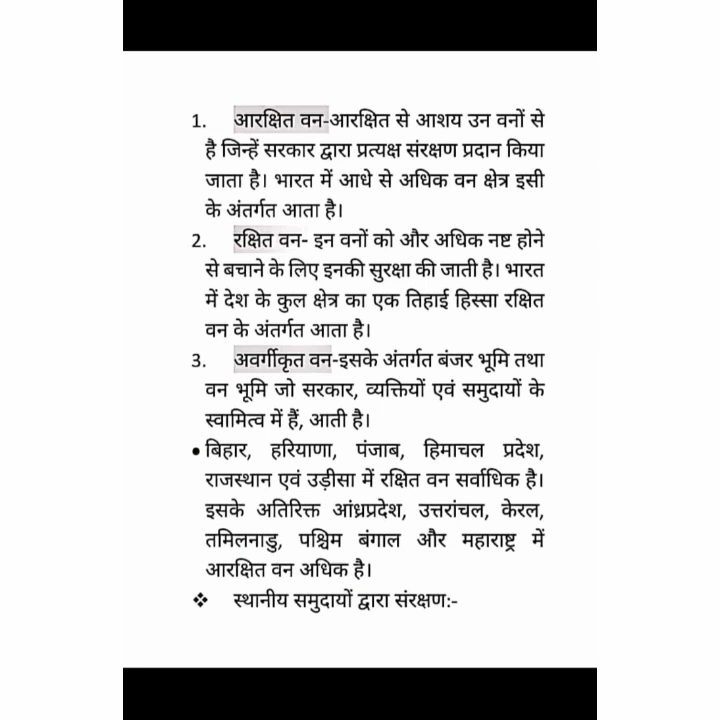 1. आरक्षित वन-आरक्षित से आशय उन वनों से
है जिन्हें सरकार द्वारा प्रत्यक्ष संरक्षण प्रदान किया
जाता है। भारत में आधे से अधिक वन क्षेत्र इसी
के अंतर्गत आता है।
2. रक्षित वन- इन वनों को और अधिक नष्ट होने
से बचाने के लिए इनकी सुरक्षा की जाती है। भारत
में देश के कुल क्षेत्र का एक तिहाई हिस्सा रक्षित
वन के अंतर्गत आता है।
3. अवर्गीकृत वन-इसके अंतर्गत बंजर भूमि तथा
वन भूमि जो सरकार, व्यक्तियों एवं समुदायों के
स्वामित्व में हैं, आती है।
• बिहार, हरियाणा, पंजाब, हिमाचल प्रदेश,
राजस्थान एवं उड़ीसा में रक्षित वन सर्वाधिक है।
इसके अतिरिक्त आंध्रप्रदेश, उत्तरांचल, केरल,
तमिलनाडु, पश्चिम बंगाल और महाराष्ट्र में
आरक्षित वन अधिक है।
❖ स्थानीय समुदायों द्वारा संरक्षण:-